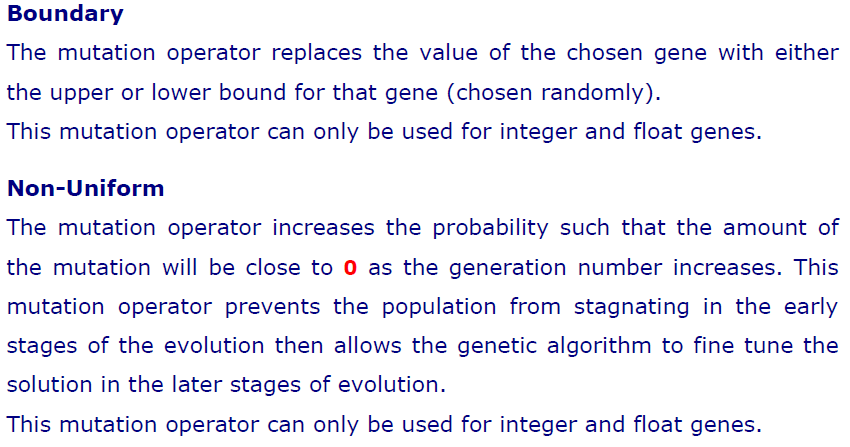 Boundary
The mutation operator replaces the value of the chosen gene with either
the upper or lower bound for that gene (chosen randomly).
This mutation operator can only be used for integer and float genes.
Non-Uniform
The mutation operator increases the probability such that the amount of
the mutation will be close to 0 as the generation number increases. This
mutation operator prevents the population from stagnating in the early
stages of the evolution then allows the genetic algorithm to fine tune the
solution in the later stages of evolution.
This mutation operator can only be used for integer and float genes.